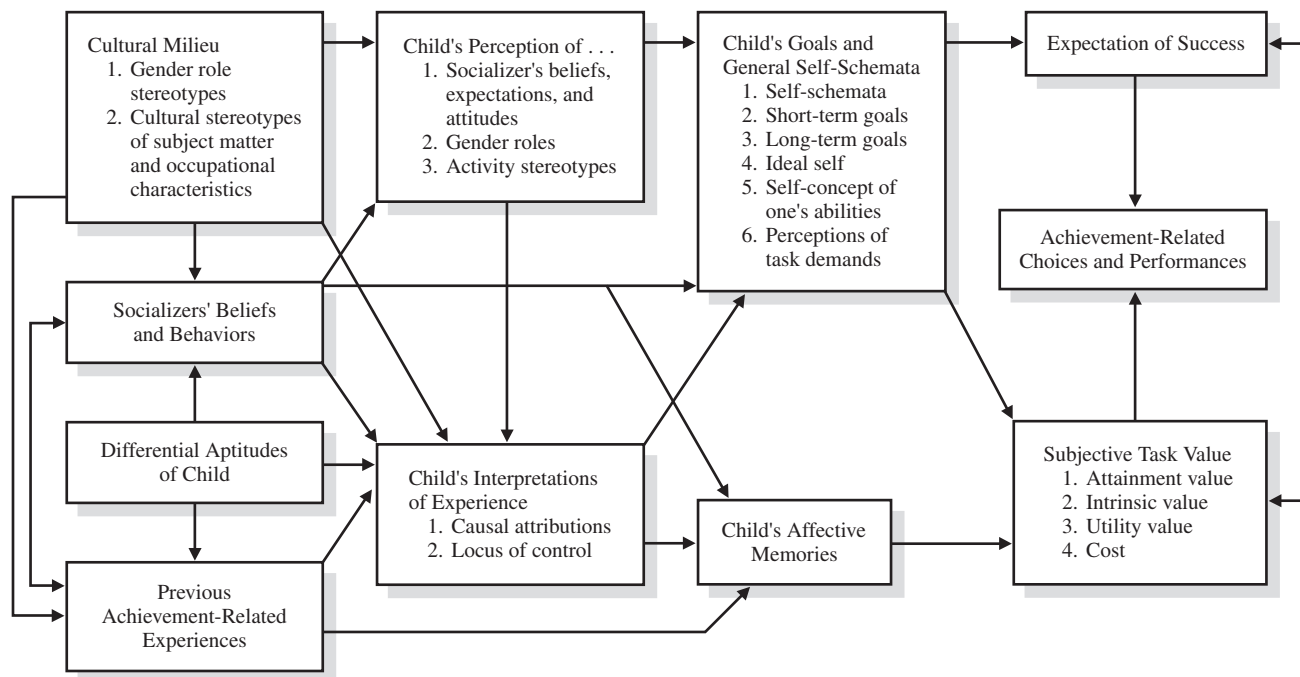 Cultural Milieu
1. Gender role
stereotypes
2. Cultural stereotypes
of subject matter
and occupational
characteristics
Child's Perception of . . .
1. Socializer's beliefs,
expectations, and
attitudes
2. Gender roles
3. Activity stereotypes
Child's Goals and
General Self-Schemata
1. Self-schemata
2. Short-term goals
3. Long-term goals
4. Ideal self
5. Self-concept of
one's abilities
6. Perceptions of
task demands
Expectation of Success
Achievement-Related
Choices and Performances
Socializers' Beliefs
and Behaviors
Differential Aptitudes
of Child
Previous
Achievement-Related
Experiences
Child's Interpretations
of Experience
1. Causal attributions
2. Locus of control
Child's Affective
Memories
Subjective Task Value
1. Attainment value
2. Intrinsic value
3. Utility value
4. Cost